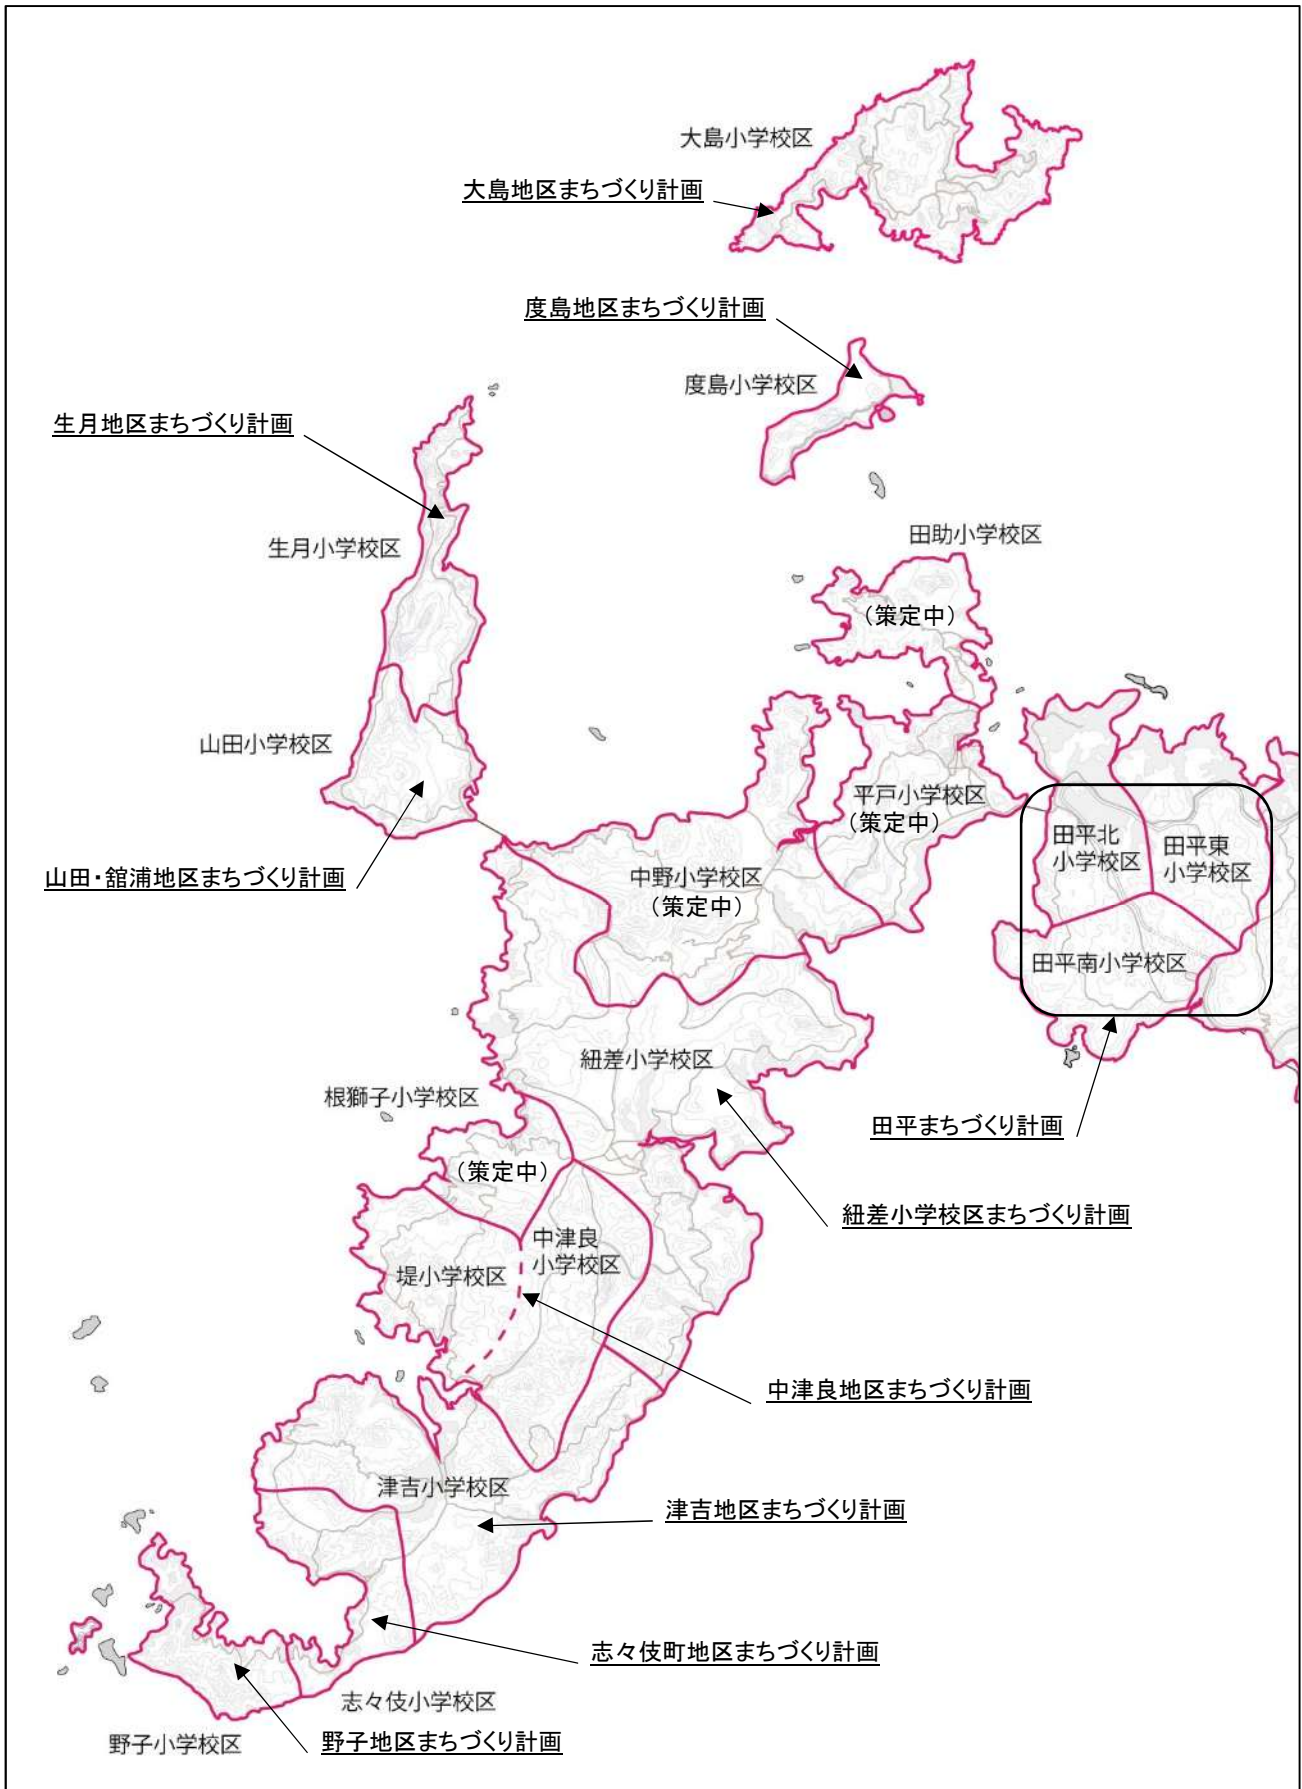 大島小学校区
大島地区まちづくり計画
度島地区まちづくり計画
度島小学校区
生月地区まちづくり計画
生月小学校区
田助小学校区
（策定中）
山田小学校区
平戸小学校区
（策定中）
田平北
小学校区
田平東
小学校区
山田・舘浦地区まちづくり計画
中野小学校区
（策定中）
田平南小学校区
紐差小学校区
根獅子小学校区
田平まちづくり計画
（策定中）
紐差小学校区まちづくり計画
中津良
小学校区
堤小学校区
中津良地区まちづくり計画
津吉小学校区
津吉地区まちづくり計画
志々伎町地区まちづくり計画
志々伎小学校区
野子小学校区
野子地区まちづくり計画